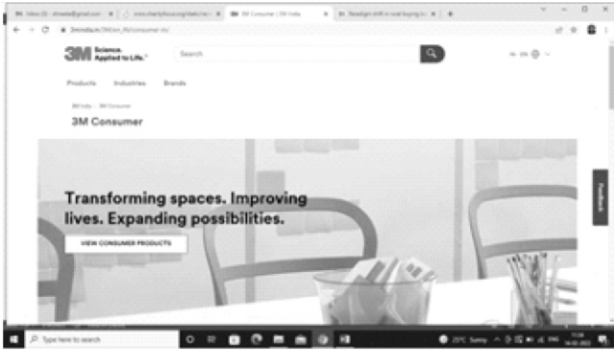 3M Consumer | 3M India
3M Science.
Applied to Life.™
Search
Products Industries Brands
3M India 3M Consumer
3M Consumer
Transforming spaces. Improving
lives. Expanding possibilities.
VIEW CONSUMER PRODUCTS
Feedback
Type here to search
Sunny